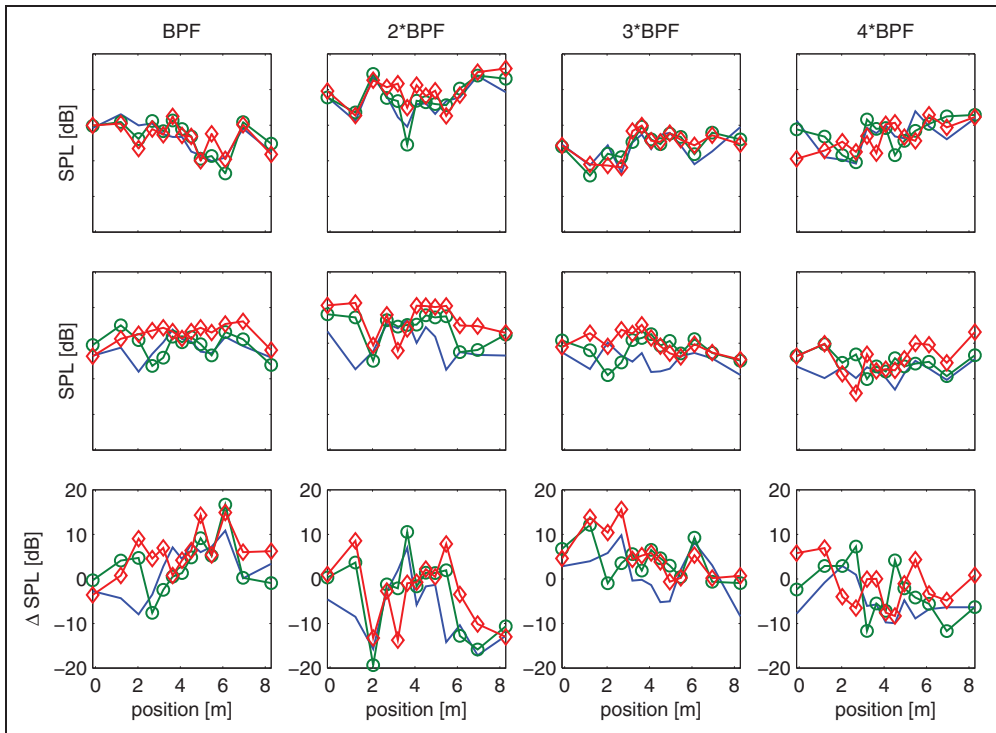 BPF 2*BPF 3*BPF 4*BPF
SPL [dB]
SPL [dB]
Δ SPL [dB]
20 20 20 20
10 10 10 10
0 0 0 0
−10 −10 −10 −10
−20 −20 −20 −20
0 2 4 6 8 0 2 4 6 8 0 2 4 6 8 0 2 4 6 8
position [m] position [m] position [m] position [m]